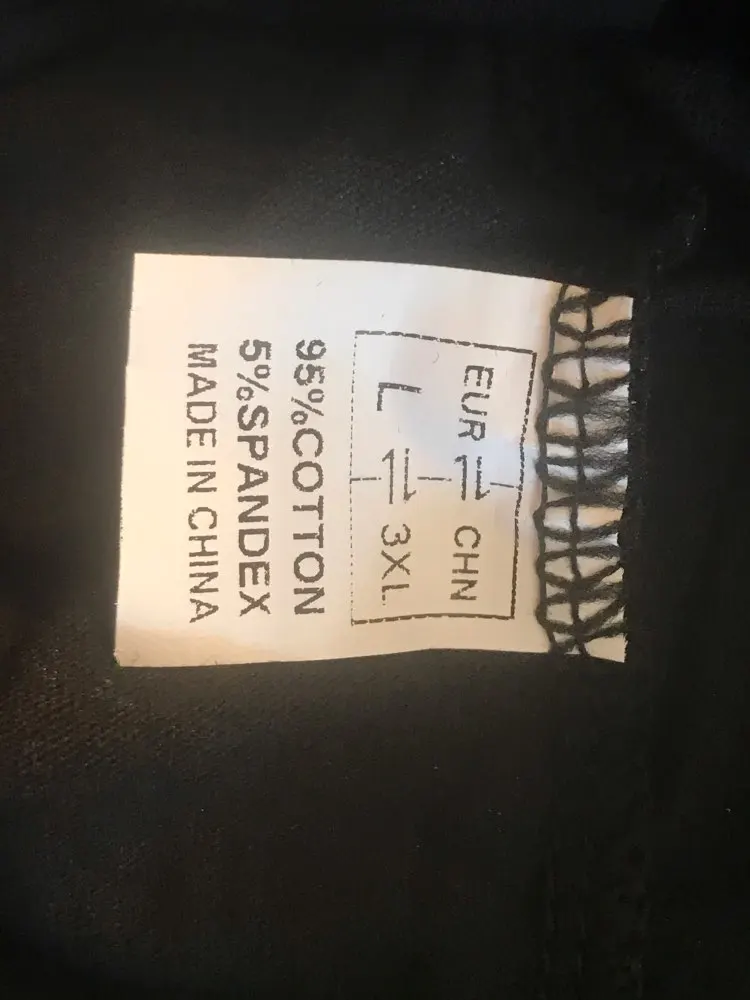 EUR ⇌ CHN
L ⇌ 3XL
95%COTTON
5%SPANDEX
MADE IN CHINA